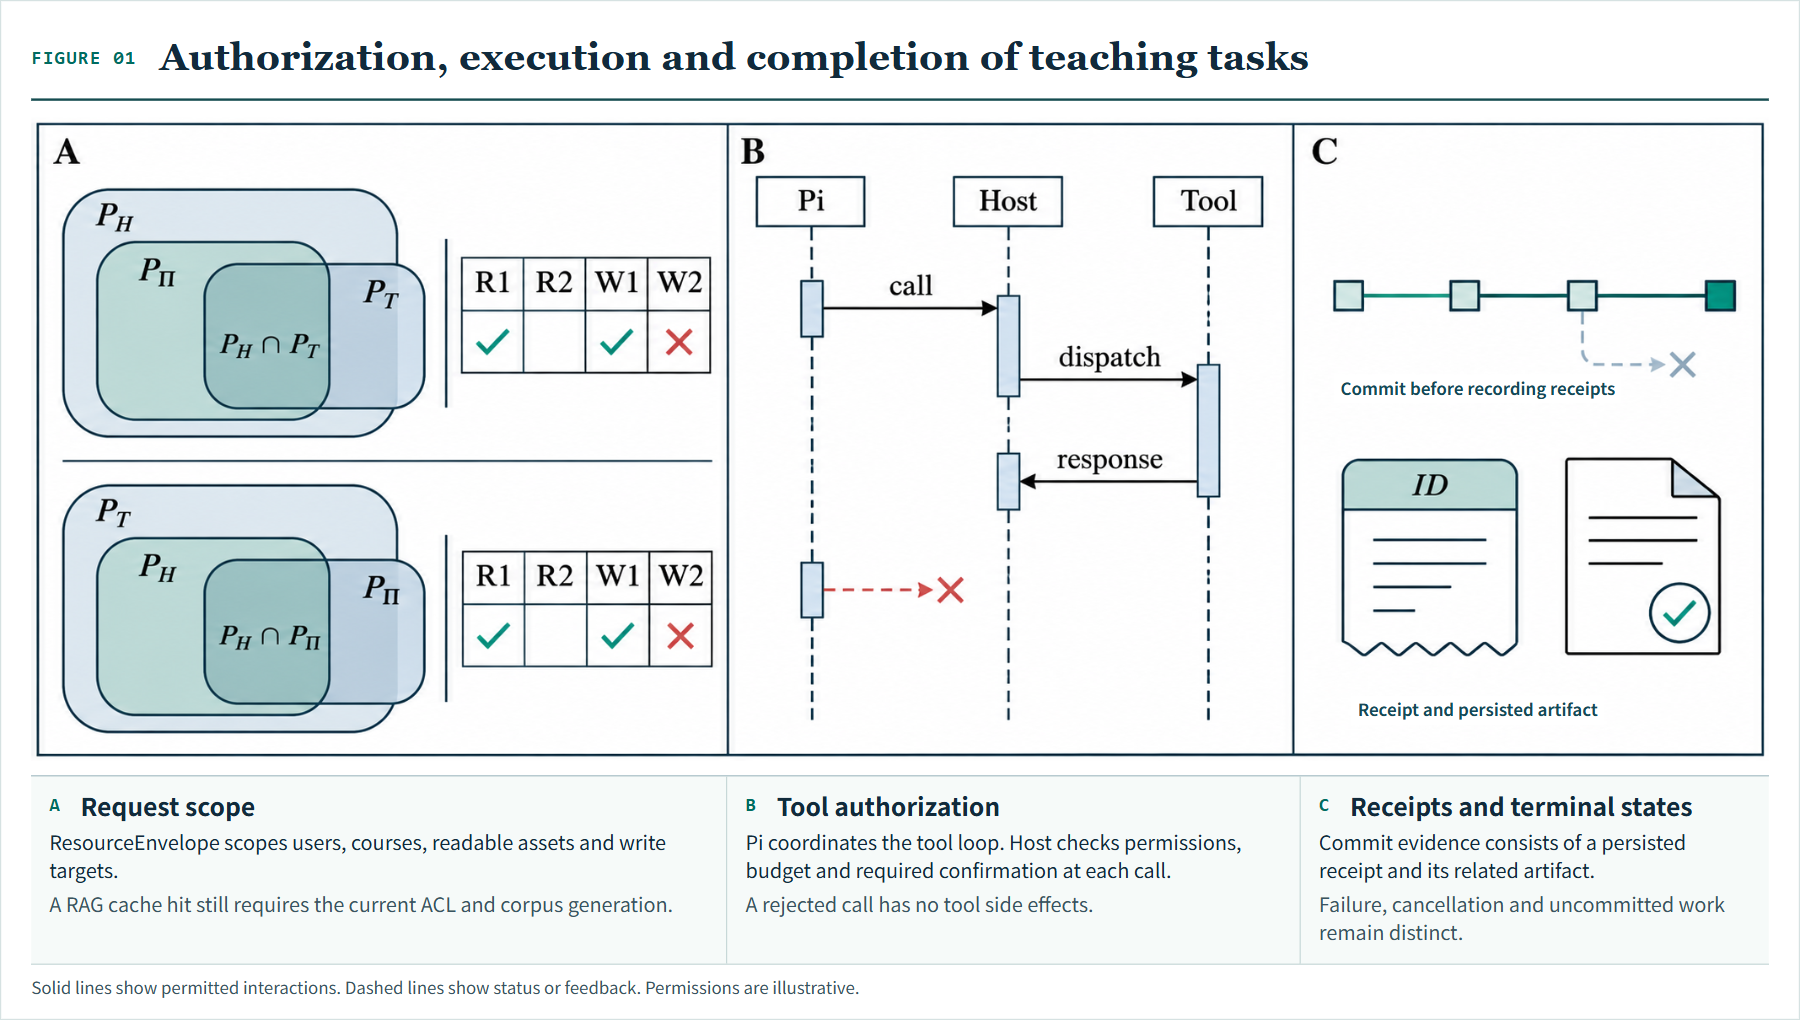 FIGURE 01 Authorization, execution and completion of teaching tasks
A
P_H
P_Π
P_T
P_H ∩ P_T
R1 R2 W1 W2
P_T
P_H
P_Π
P_H ∩ P_Π
R1 R2 W1 W2
B
Pi Host Tool
call
dispatch
response
C
Commit before recording receipts
ID
Receipt and persisted artifact
A Request scope
ResourceEnvelope scopes users, courses, readable assets and write
targets.
A RAG cache hit still requires the current ACL and corpus generation.
B Tool authorization
Pi coordinates the tool loop. Host checks permissions,
budget and required confirmation at each call.
A rejected call has no tool side effects.
C Receipts and terminal states
Commit evidence consists of a persisted
receipt and its related artifact.
Failure, cancellation and uncommitted work
remain distinct.
Solid lines show permitted interactions. Dashed lines show status or feedback. Permissions are illustrative.